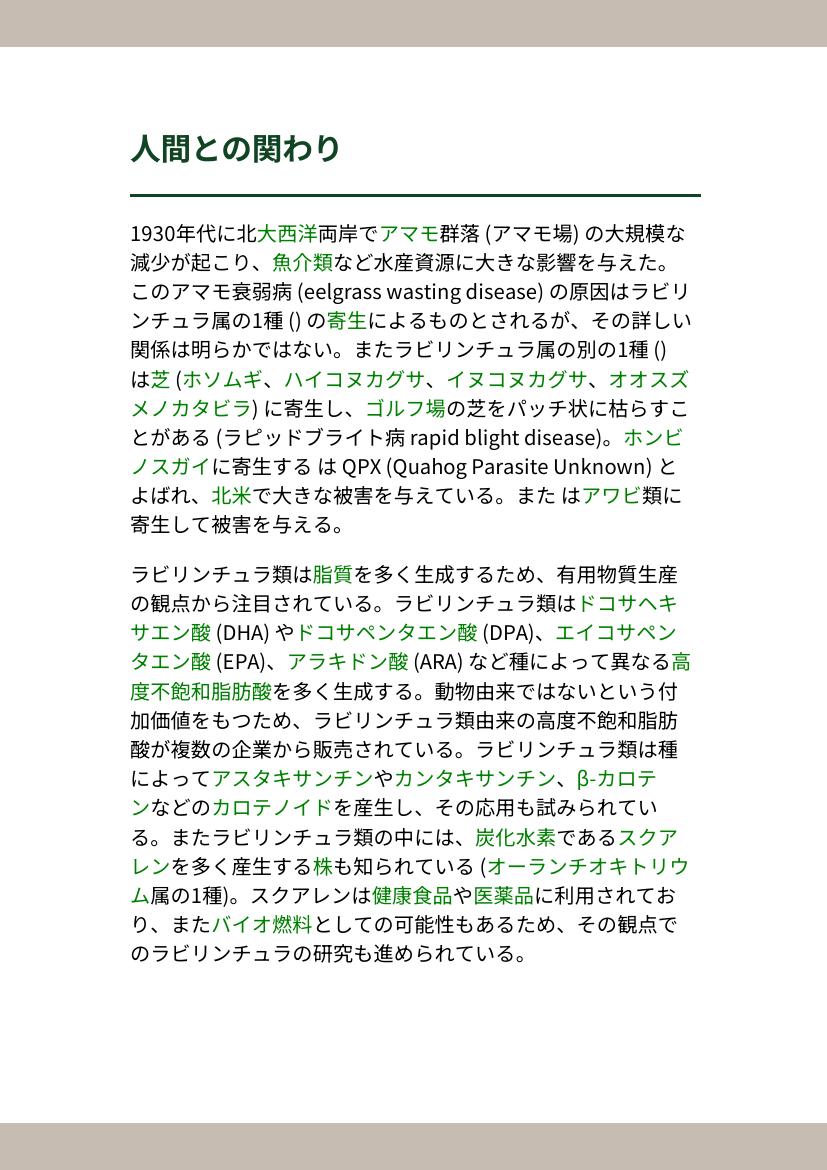 人間との関わり
1930年代に北大西洋両岸でアマモ群落 (アマモ場) の大規模な
減少が起こり、魚介類など水産資源に大きな影響を与えた。
このアマモ衰弱病 (eelgrass wasting disease) の原因はラビリ
ンチュラ属の1種 () の寄生によるものとされるが、その詳しい
関係は明らかではない。またラビリンチュラ属の別の1種 ()
は芝 (ホソムギ、ハイコヌカグサ、イヌコヌカグサ、オオスズ
メノカタビラ) に寄生し、ゴルフ場の芝をパッチ状に枯らすこ
とがある (ラピッドブライト病 rapid blight disease)。ホンビ
ノスガイに寄生する は QPX (Quahog Parasite Unknown) と
よばれ、北米で大きな被害を与えている。また はアワビ類に
寄生して被害を与える。
ラビリンチュラ類は脂質を多く生成するため、有用物質生産
の観点から注目されている。ラビリンチュラ類はドコサヘキ
サエン酸 (DHA) やドコサペンタエン酸 (DPA)、エイコサペン
タエン酸 (EPA)、アラキドン酸 (ARA) など種によって異なる高
度不飽和脂肪酸を多く生成する。動物由来ではないという付
加価値をもつため、ラビリンチュラ類由来の高度不飽和脂肪
酸が複数の企業から販売されている。ラビリンチュラ類は種
によってアスタキサンチンやカンタキサンチン、β-カロテ
ンなどのカロテノイドを産生し、その応用も試みられてい
る。またラビリンチュラ類の中には、炭化水素であるスクア
レンを多く産生する株も知られている (オーランチオキトリウ
ム属の1種)。スクアレンは健康食品や医薬品に利用されてお
り、またバイオ燃料としての可能性もあるため、その観点で
のラビリンチュラの研究も進められている。